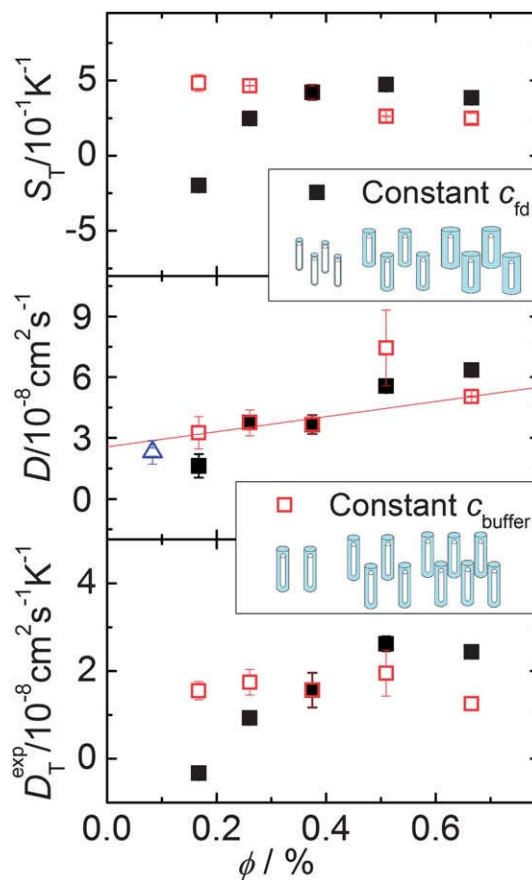 S_T/10^-1K^-1
5
0
-5
Constant c_fd
D/10^-8cm^2s^-1
9
6
3
0
Constant c_buffer
D_T^exp/10^-8cm^2s^-1K^-1
4
2
0
0.0 0.2 0.4 0.6
ϕ / %